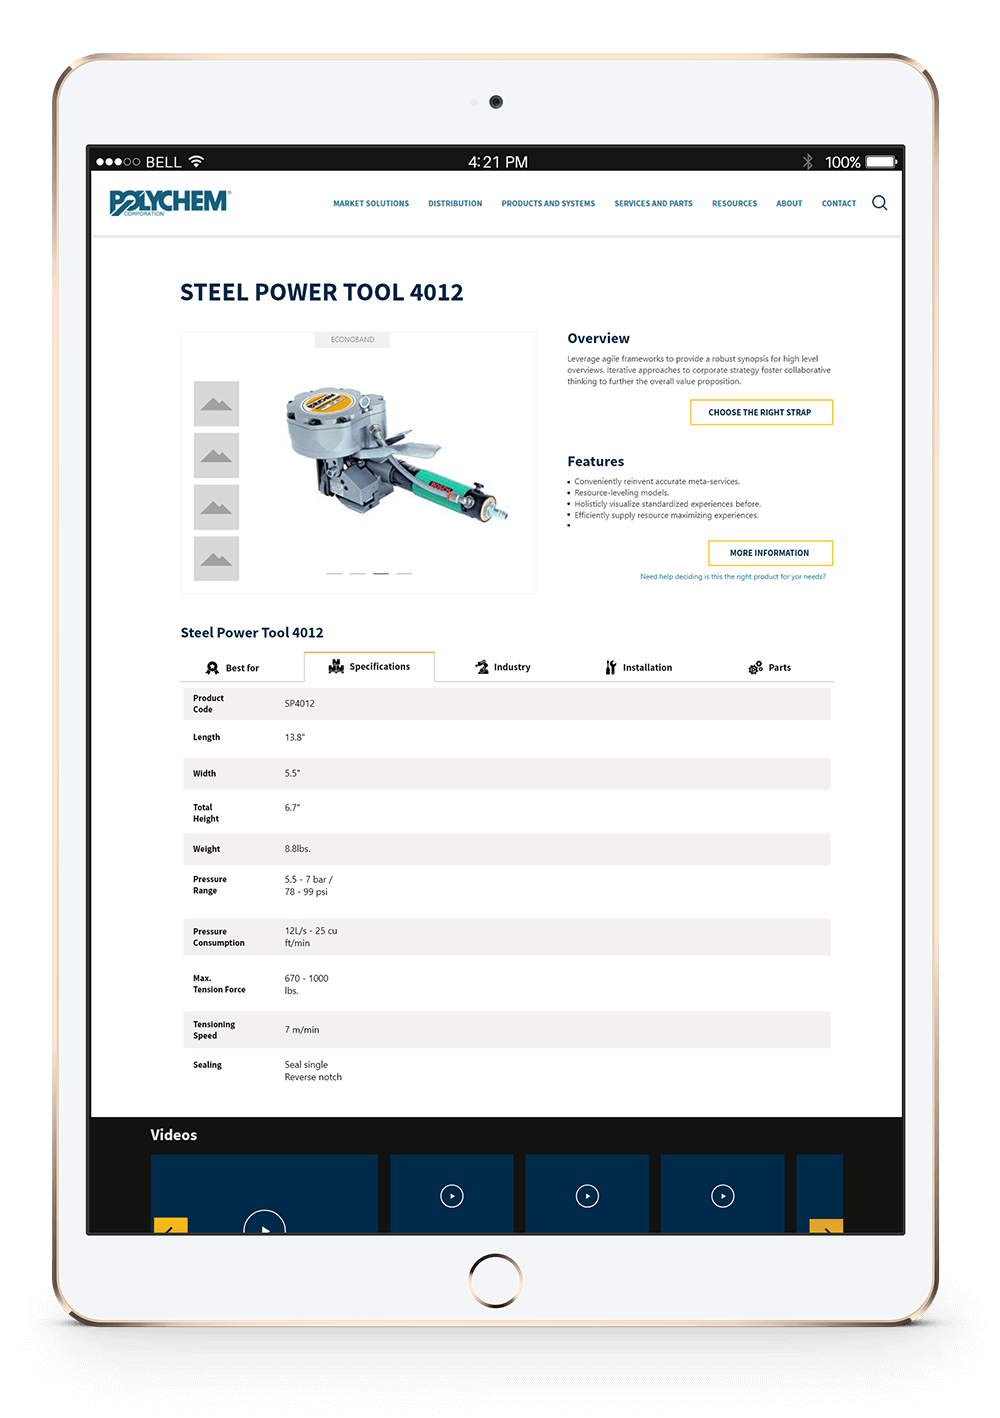 BELL
4:21 PM
100%
POLYCHEM®
CORPORATION
MARKET SOLUTIONS DISTRIBUTION PRODUCTS AND SYSTEMS SERVICES AND PARTS RESOURCES ABOUT CONTACT
STEEL POWER TOOL 4012
ECONOBAND
POLYCHEM
BOSCH
Overview
Leverage agile frameworks to provide a robust synopsis for high level
overviews. Iterative approaches to corporate strategy foster collaborative
thinking to further the overall value proposition.
CHOOSE THE RIGHT STRAP
Features
• Conveniently reinvent accurate meta-services.
• Resource-leveling models.
• Holisticly visualize standardized experiences before.
• Efficiently supply resource maximizing experiences.
•
MORE INFORMATION
Need help deciding is this the right product for yor needs?
Steel Power Tool 4012
Best for Specifications Industry Installation Parts
Product
Code
SP4012
Length
13.8"
Width
5.5"
Total
Height
6.7"
Weight
8.8lbs.
Pressure
Range
5.5 - 7 bar /
78 - 99 psi
Pressure
Consumption
12L/s - 25 cu
ft/min
Max.
Tension Force
670 - 1000
lbs.
Tensioning
Speed
7 m/min
Sealing
Seal single
Reverse notch
Videos